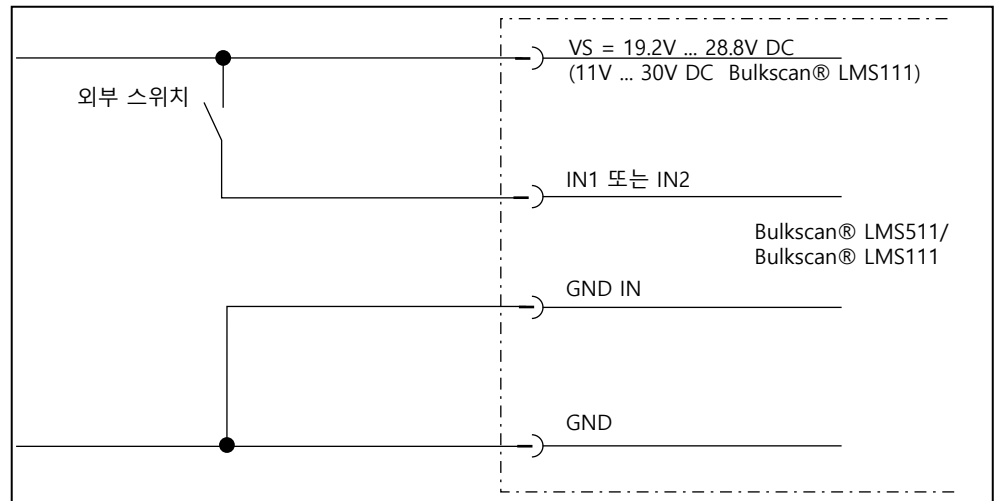 VS = 19.2V ... 28.8V DC
(11V ... 30V DC Bulkscan® LMS111)
외부 스위치
IN1 또는 IN2
Bulkscan® LMS511/
Bulkscan® LMS111
GND IN
GND